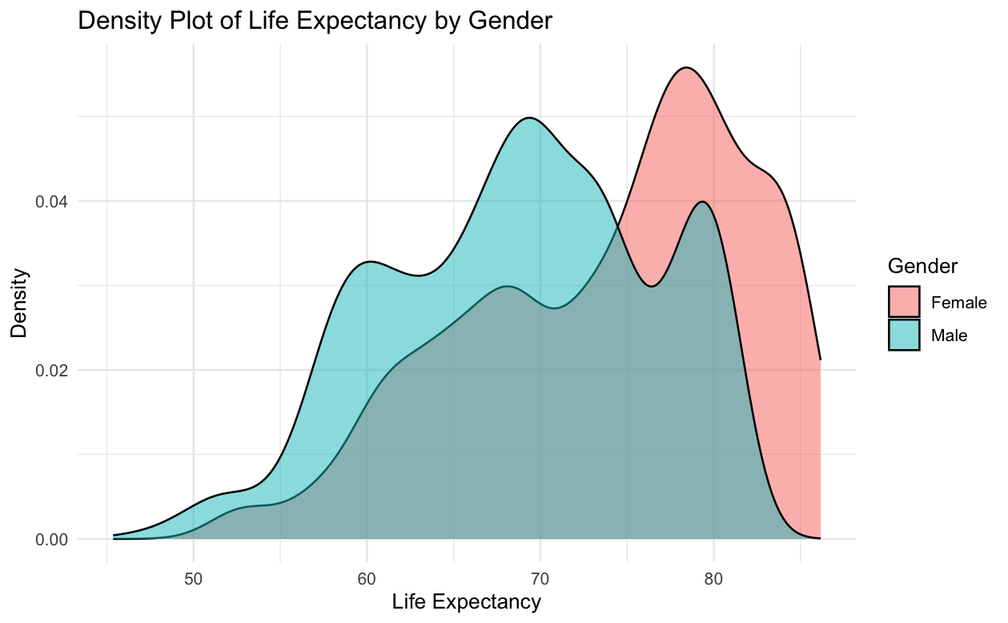 Density Plot of Life Expectancy by Gender
Density
0.04
0.02
0.00
50 60 70 80
Life Expectancy
Gender
Female
Male